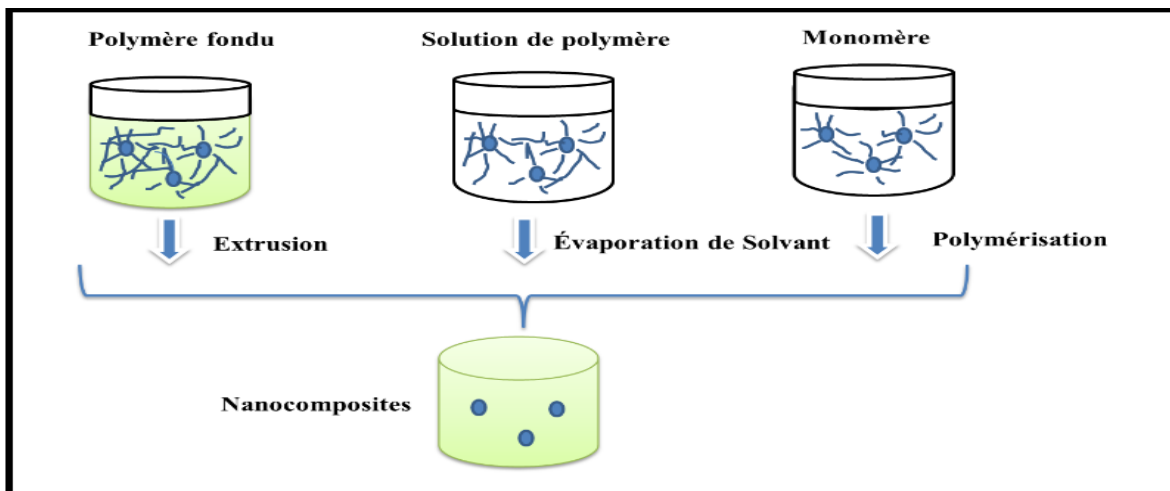 Polymère fondu
Solution de polymère
Monomère
Extrusion
Évaporation de Solvant
Polymérisation
Nanocomposites